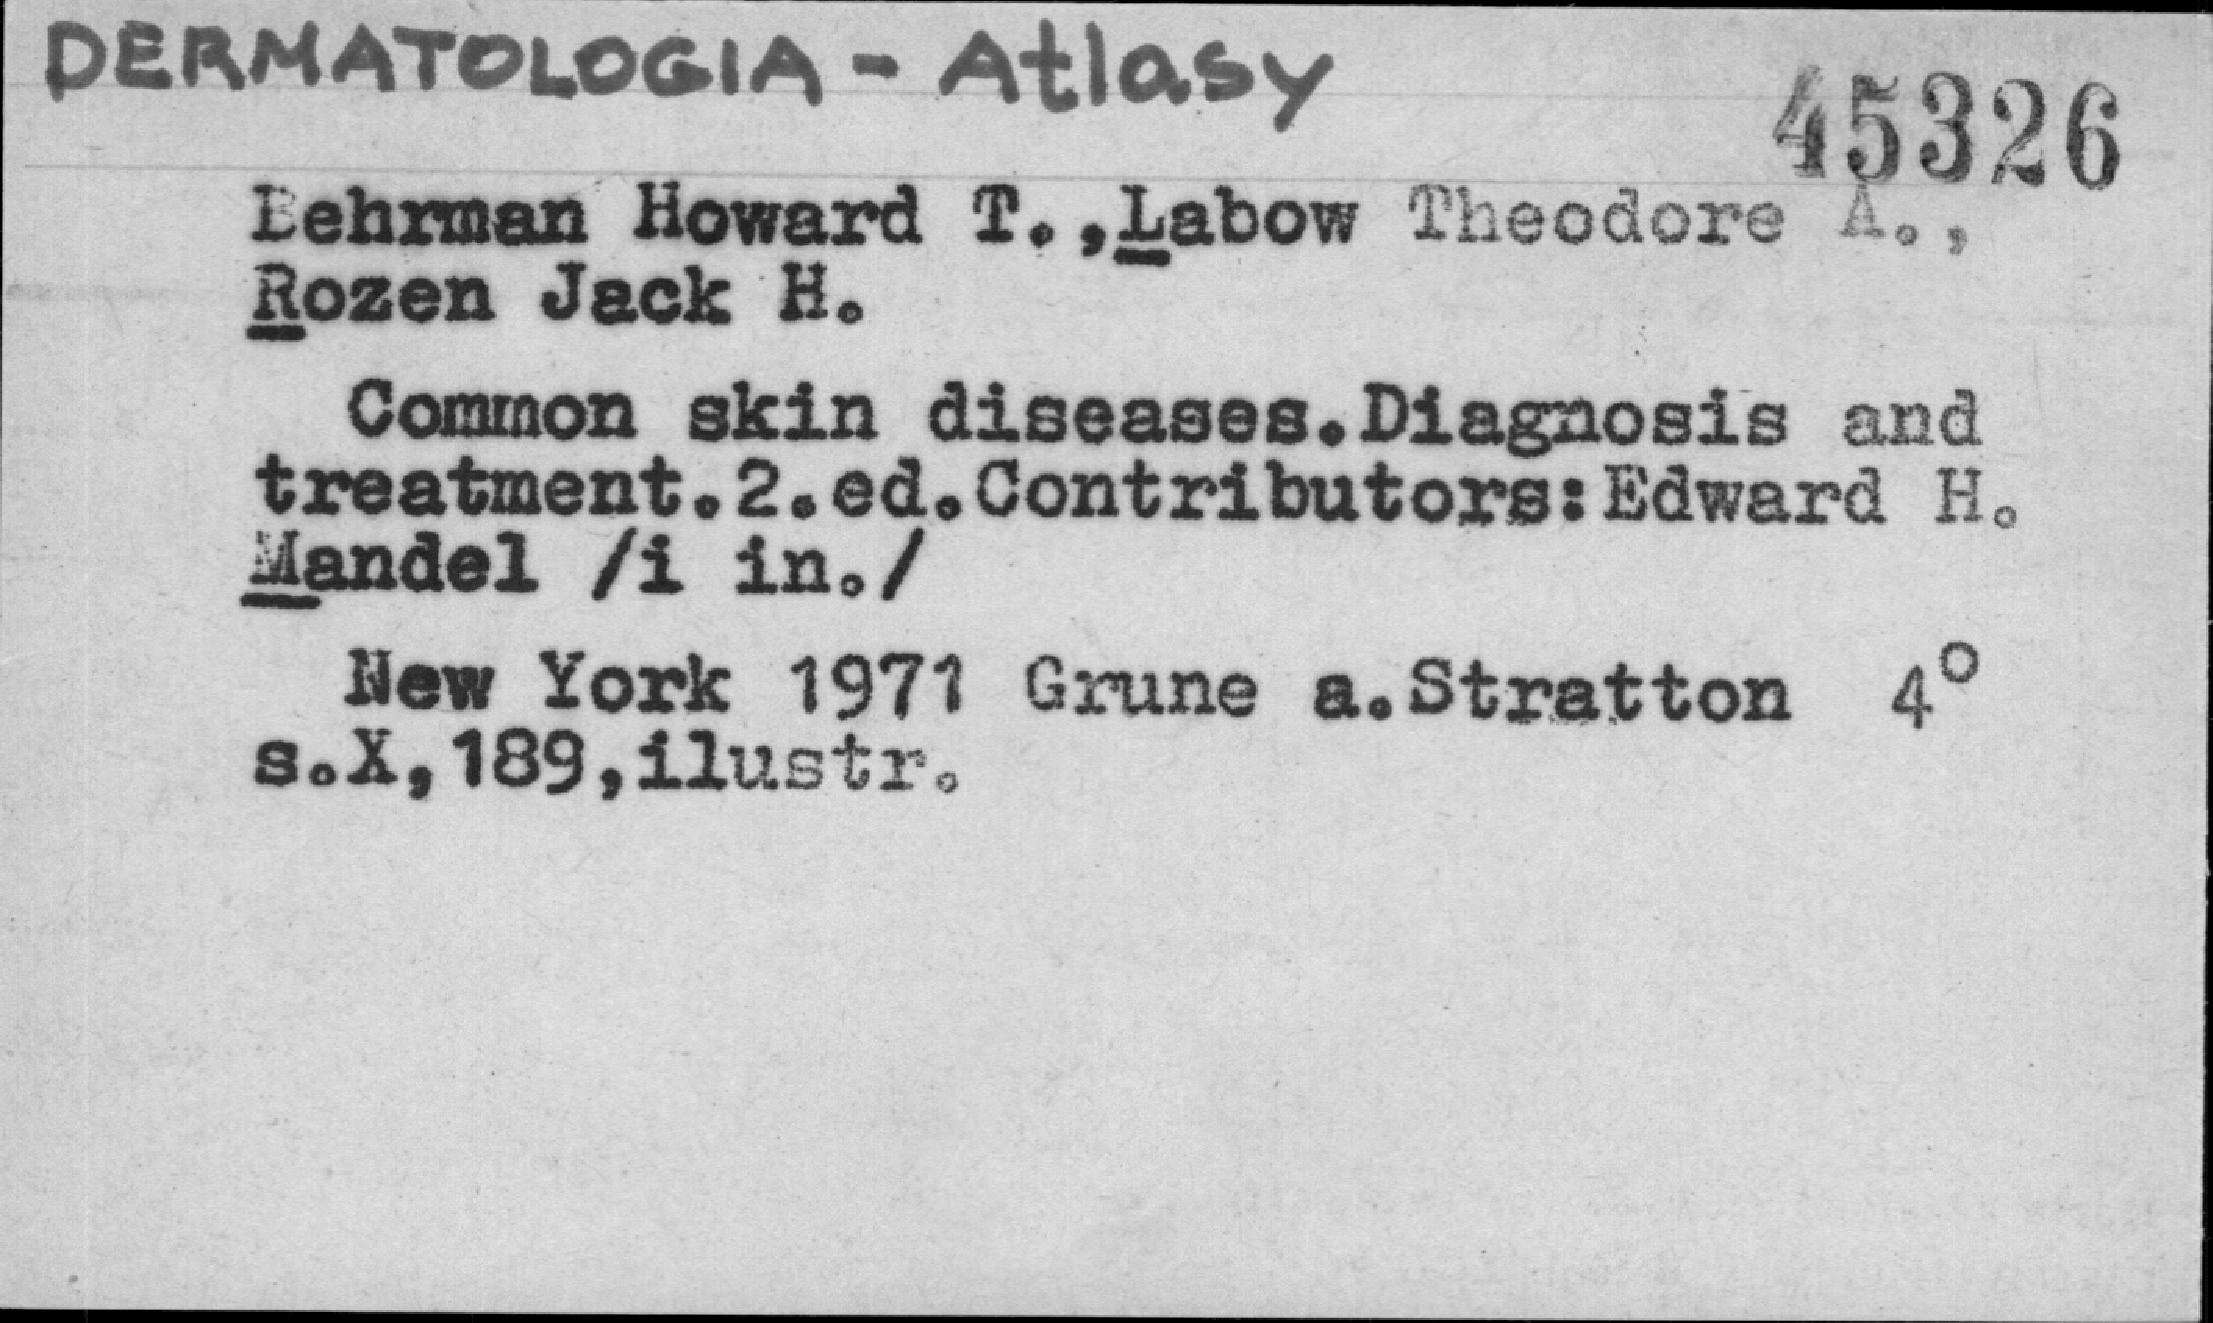 DERMATOLOGIA - Atlasy
45326
Behrman Howard T.,Labow Theodore A.,
Rozen Jack H.
Common skin diseases.Diagnosis and
treatment.2.ed.Contributors:Edward H.
Mandel /i in./
New York 1971 Grune a.Stratton 4°
s.X,189,ilustr.